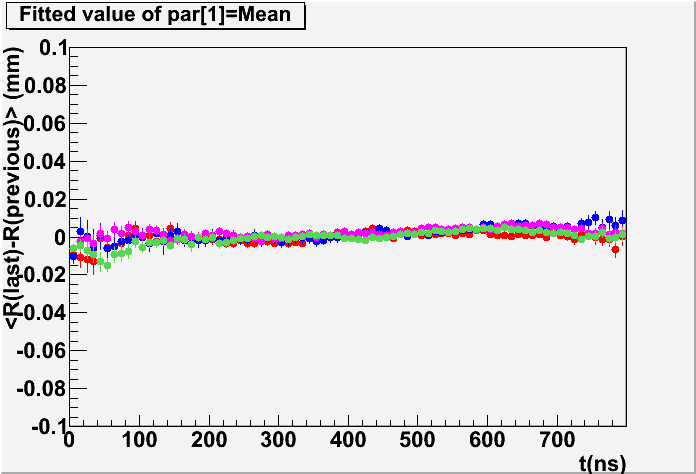 Fitted value of par[1]=Mean
<R(last)-R(previous)> (mm)
0.1
0.08
0.06
0.04
0.02
0
-0.02
-0.04
-0.06
-0.08
-0.1
0 100 200 300 400 500 600 700
t(ns)